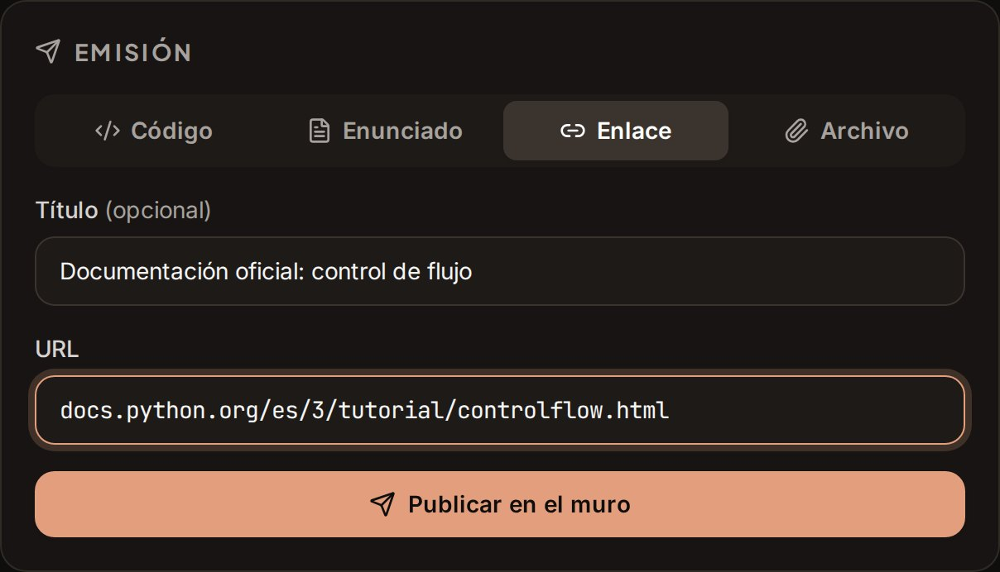 EMISIÓN
Código Enunciado Enlace Archivo
Título (opcional)
Documentación oficial: control de flujo
URL
docs.python.org/es/3/tutorial/controlflow.html
Publicar en el muro